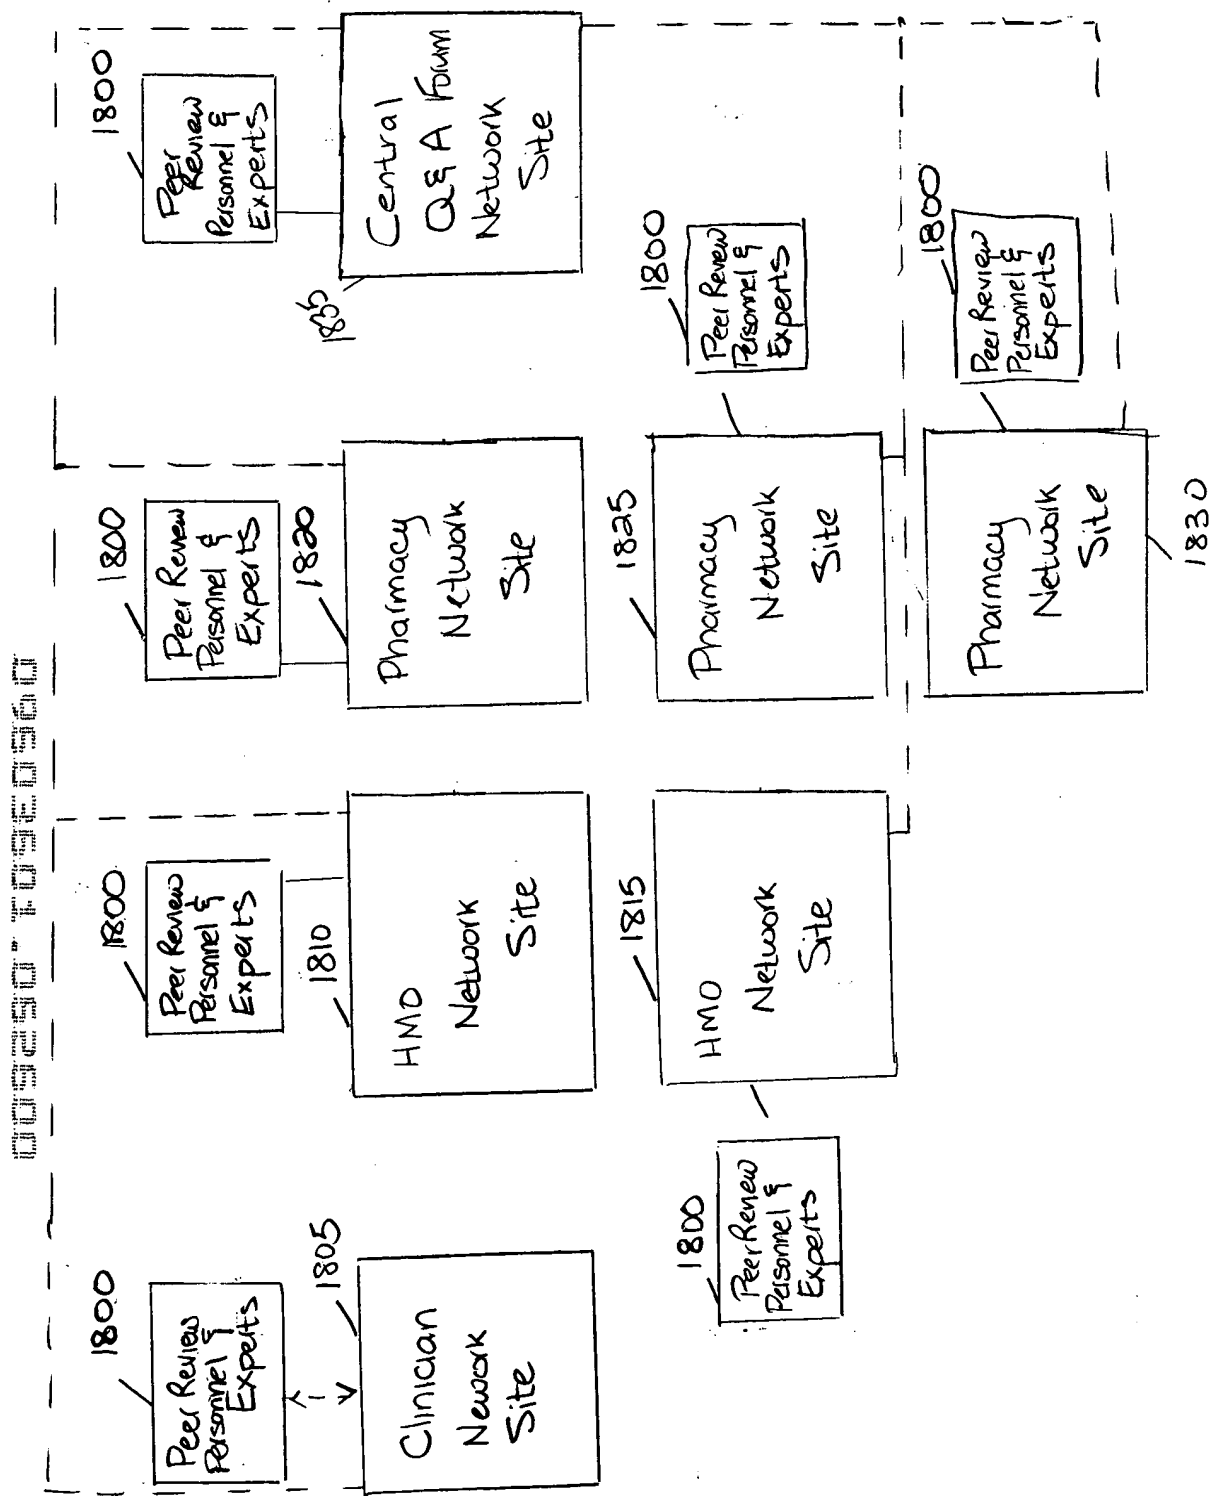 1800
Peer Review
Personnel &
Experts
1805
Clinician
Nework
Site
1800
Peer Review
Personnel &
Experts
1810
HMO
Network
Site
1800
Peer Review
Personnel &
Experts
1820
Pharmacy
Network
Site
1800
Peer
Review
Personnel &
Experts
1835
Central
Q & A Forum
Network
Site
1800
Peer Review
Personnel &
Experts
1815
HMO
Network
Site
1825
Pharmacy
Network
Site
1800
Peer Review
Personnel &
Experts
Pharmacy
Network
Site
1830
1800
Peer Review
Personnel &
Experts